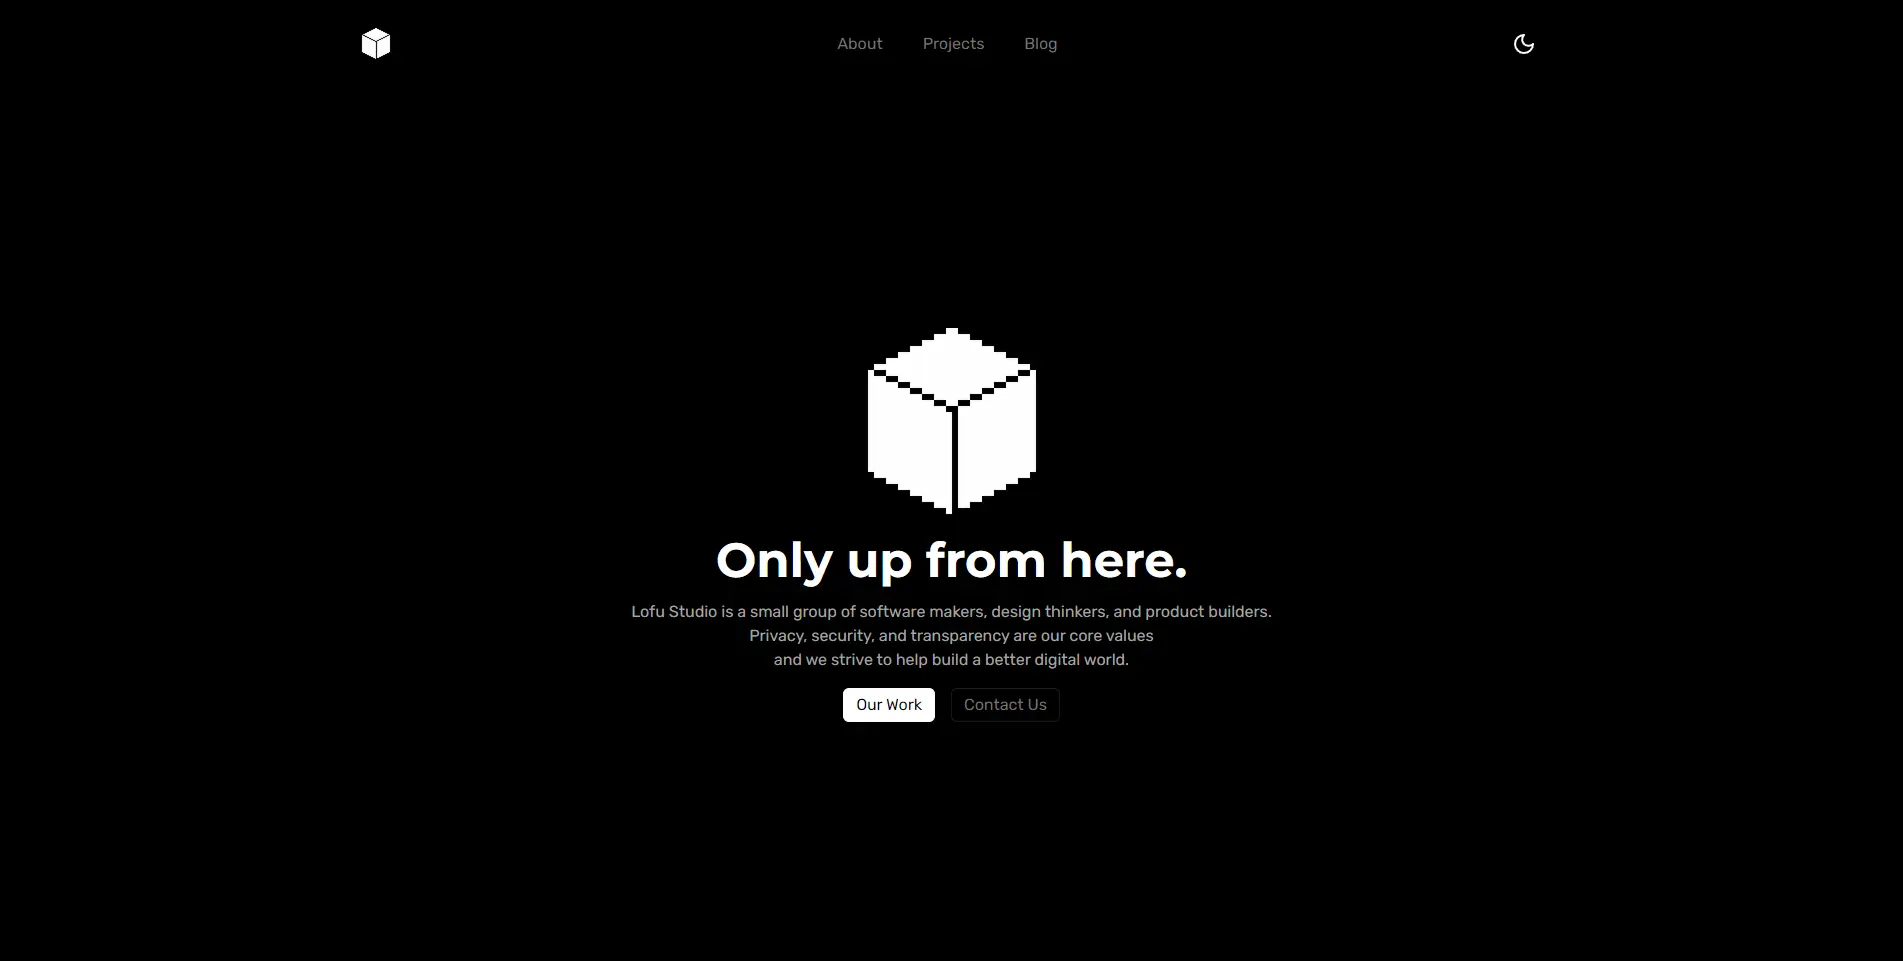 About Projects Blog
Only up from here.
Lofu Studio is a small group of software makers, design thinkers, and product builders.
Privacy, security, and transparency are our core values
and we strive to help build a better digital world.
Our Work Contact Us